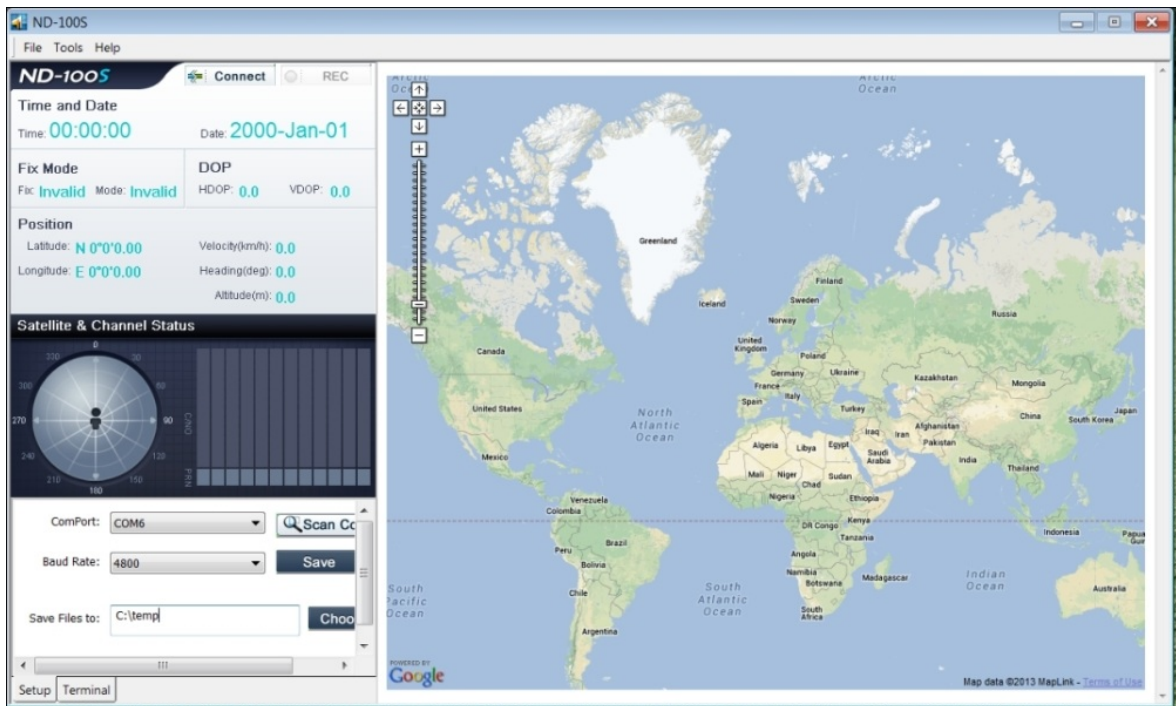 ND-100S
File Tools Help
ND-100S Connect REC
Time and Date
Time: 00:00:00 Date: 2000-Jan-01
Fix Mode DOP
Fix: Invalid Mode: Invalid HDOP: 0.0 VDOP: 0.0
Position
Latitude: N 0°0'0.00 Velocity(km/h): 0.0
Longitude: E 0°0'0.00 Heading(deg): 0.0
Altitude(m): 0.0
Satellite & Channel Status
0
330 30
300 60
270 90
240 120
210 150
180
C/NO
PRN
ComPort: COM6 Scan Co
Baud Rate: 4800 Save
Save Files to: C:\temp Choo
Setup Terminal
Arctic
Ocean
Greenland
Iceland
Finland
Sweden
Norway
Russia
United
Kingdom
Poland
Germany
Ukraine
France
Italy
Spain
Turkey
Kazakhstan
Mongolia
China
South Korea
Japan
Canada
United States
Mexico
North
Atlantic
Ocean
Algeria
Libya
Egypt
Iraq
Iran
Afghanistan
Pakistan
Saudi
Arabia
India
Thailand
Mali
Niger
Chad
Sudan
Nigeria
Ethiopia
Venezuela
Colombia
DR Congo
Kenya
Tanzania
Indonesia
Papua
Peru
Brazil
Bolivia
Angola
Namibia
Botswana
Madagascar
Indian
Ocean
Australia
South
Pacific
Ocean
Chile
South
Atlantic
Ocean
South
Africa
Argentina
POWERED BY
Google
Map data ©2013 MapLink - Terms of Use